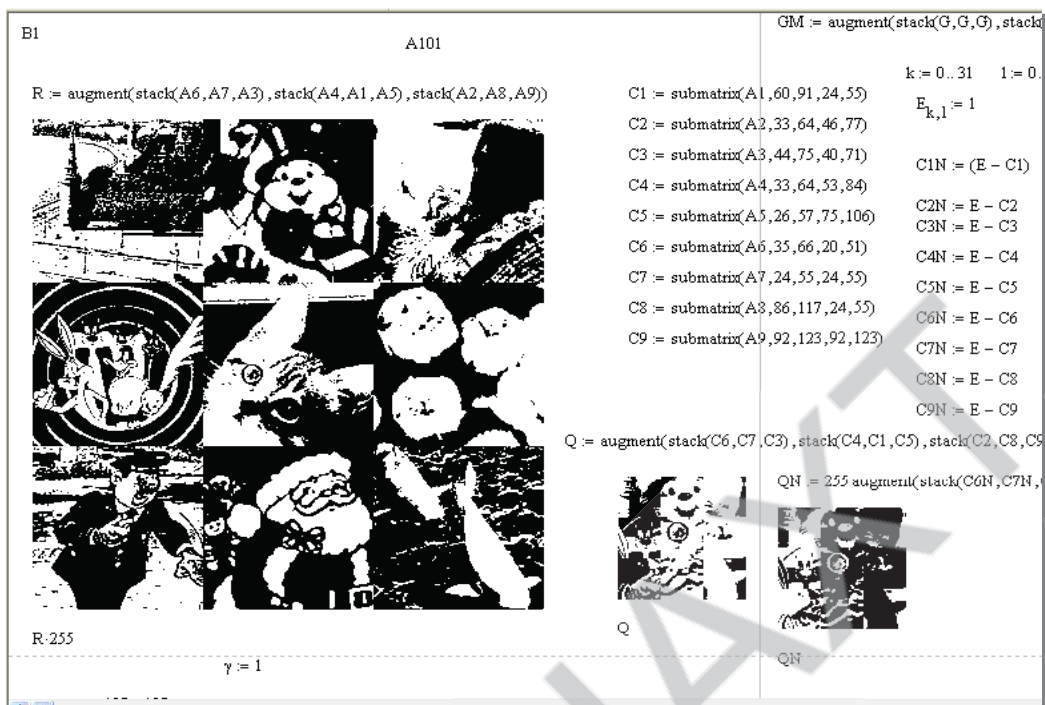 B1
A101
GM := augment(stack(G,G,G),stack(
R := augment(stack(A6,A7,A3),stack(A4,A1,A5),stack(A2,A8,A9))
k := 0..31 l := 0.
E k,l := 1
C1 := submatrix(A1,60,91,24,55)
C2 := submatrix(A2,33,64,46,77)
C3 := submatrix(A3,44,75,40,71)
C4 := submatrix(A4,33,64,53,84)
C5 := submatrix(A5,26,57,75,106)
C6 := submatrix(A6,35,66,20,51)
C7 := submatrix(A7,24,55,24,55)
C8 := submatrix(A8,86,117,24,55)
C9 := submatrix(A9,92,123,92,123)
C1N := (E − C1)
C2N := E − C2
C3N := E − C3
C4N := E − C4
C5N := E − C5
C6N := E − C6
C7N := E − C7
C8N := E − C8
C9N := E − C9
Q := augment(stack(C6,C7,C3),stack(C4,C1,C5),stack(C2,C8,C9
QN := 255 augment(stack(C6N,C7N,
R·255
Q
QN
γ := 1